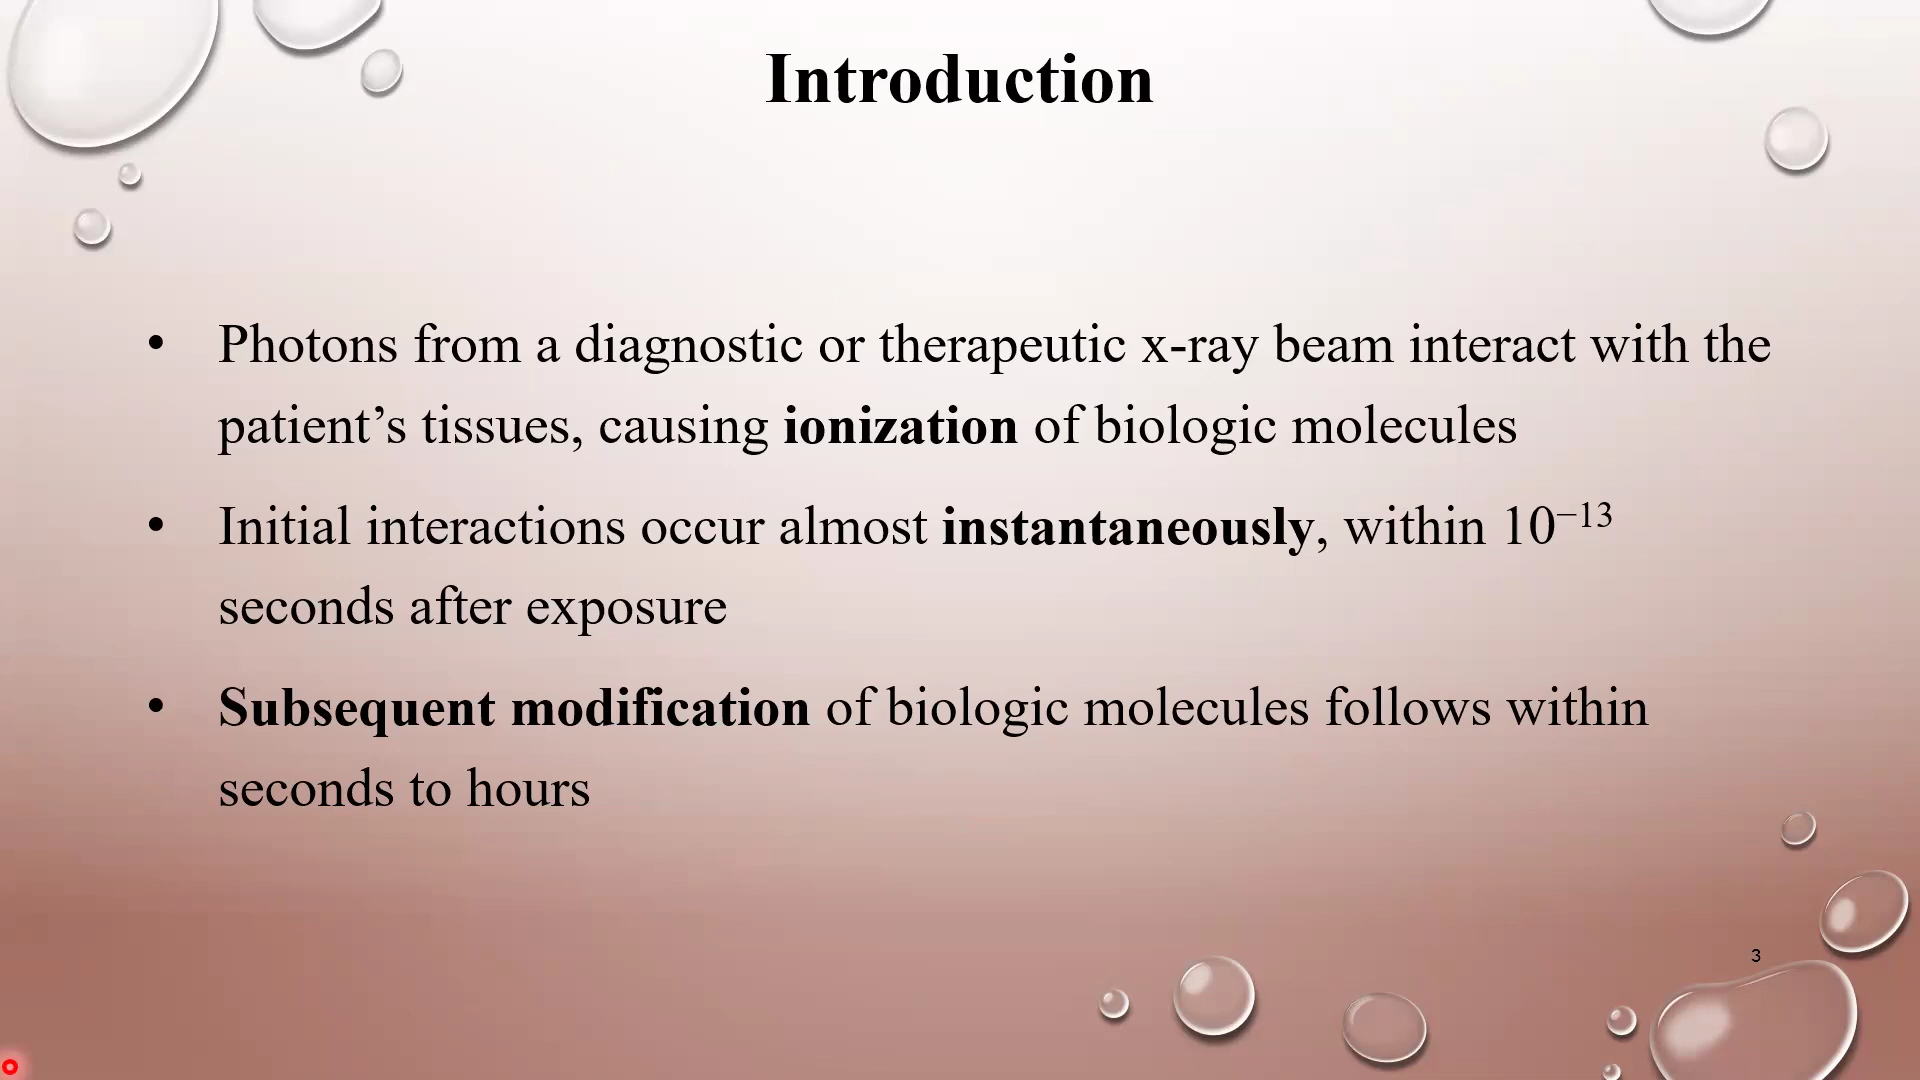 Introduction
• Photons from a diagnostic or therapeutic x-ray beam interact with the
patient’s tissues, causing ionization of biologic molecules
• Initial interactions occur almost instantaneously, within 10⁻¹³
seconds after exposure
• Subsequent modification of biologic molecules follows within
seconds to hours
3